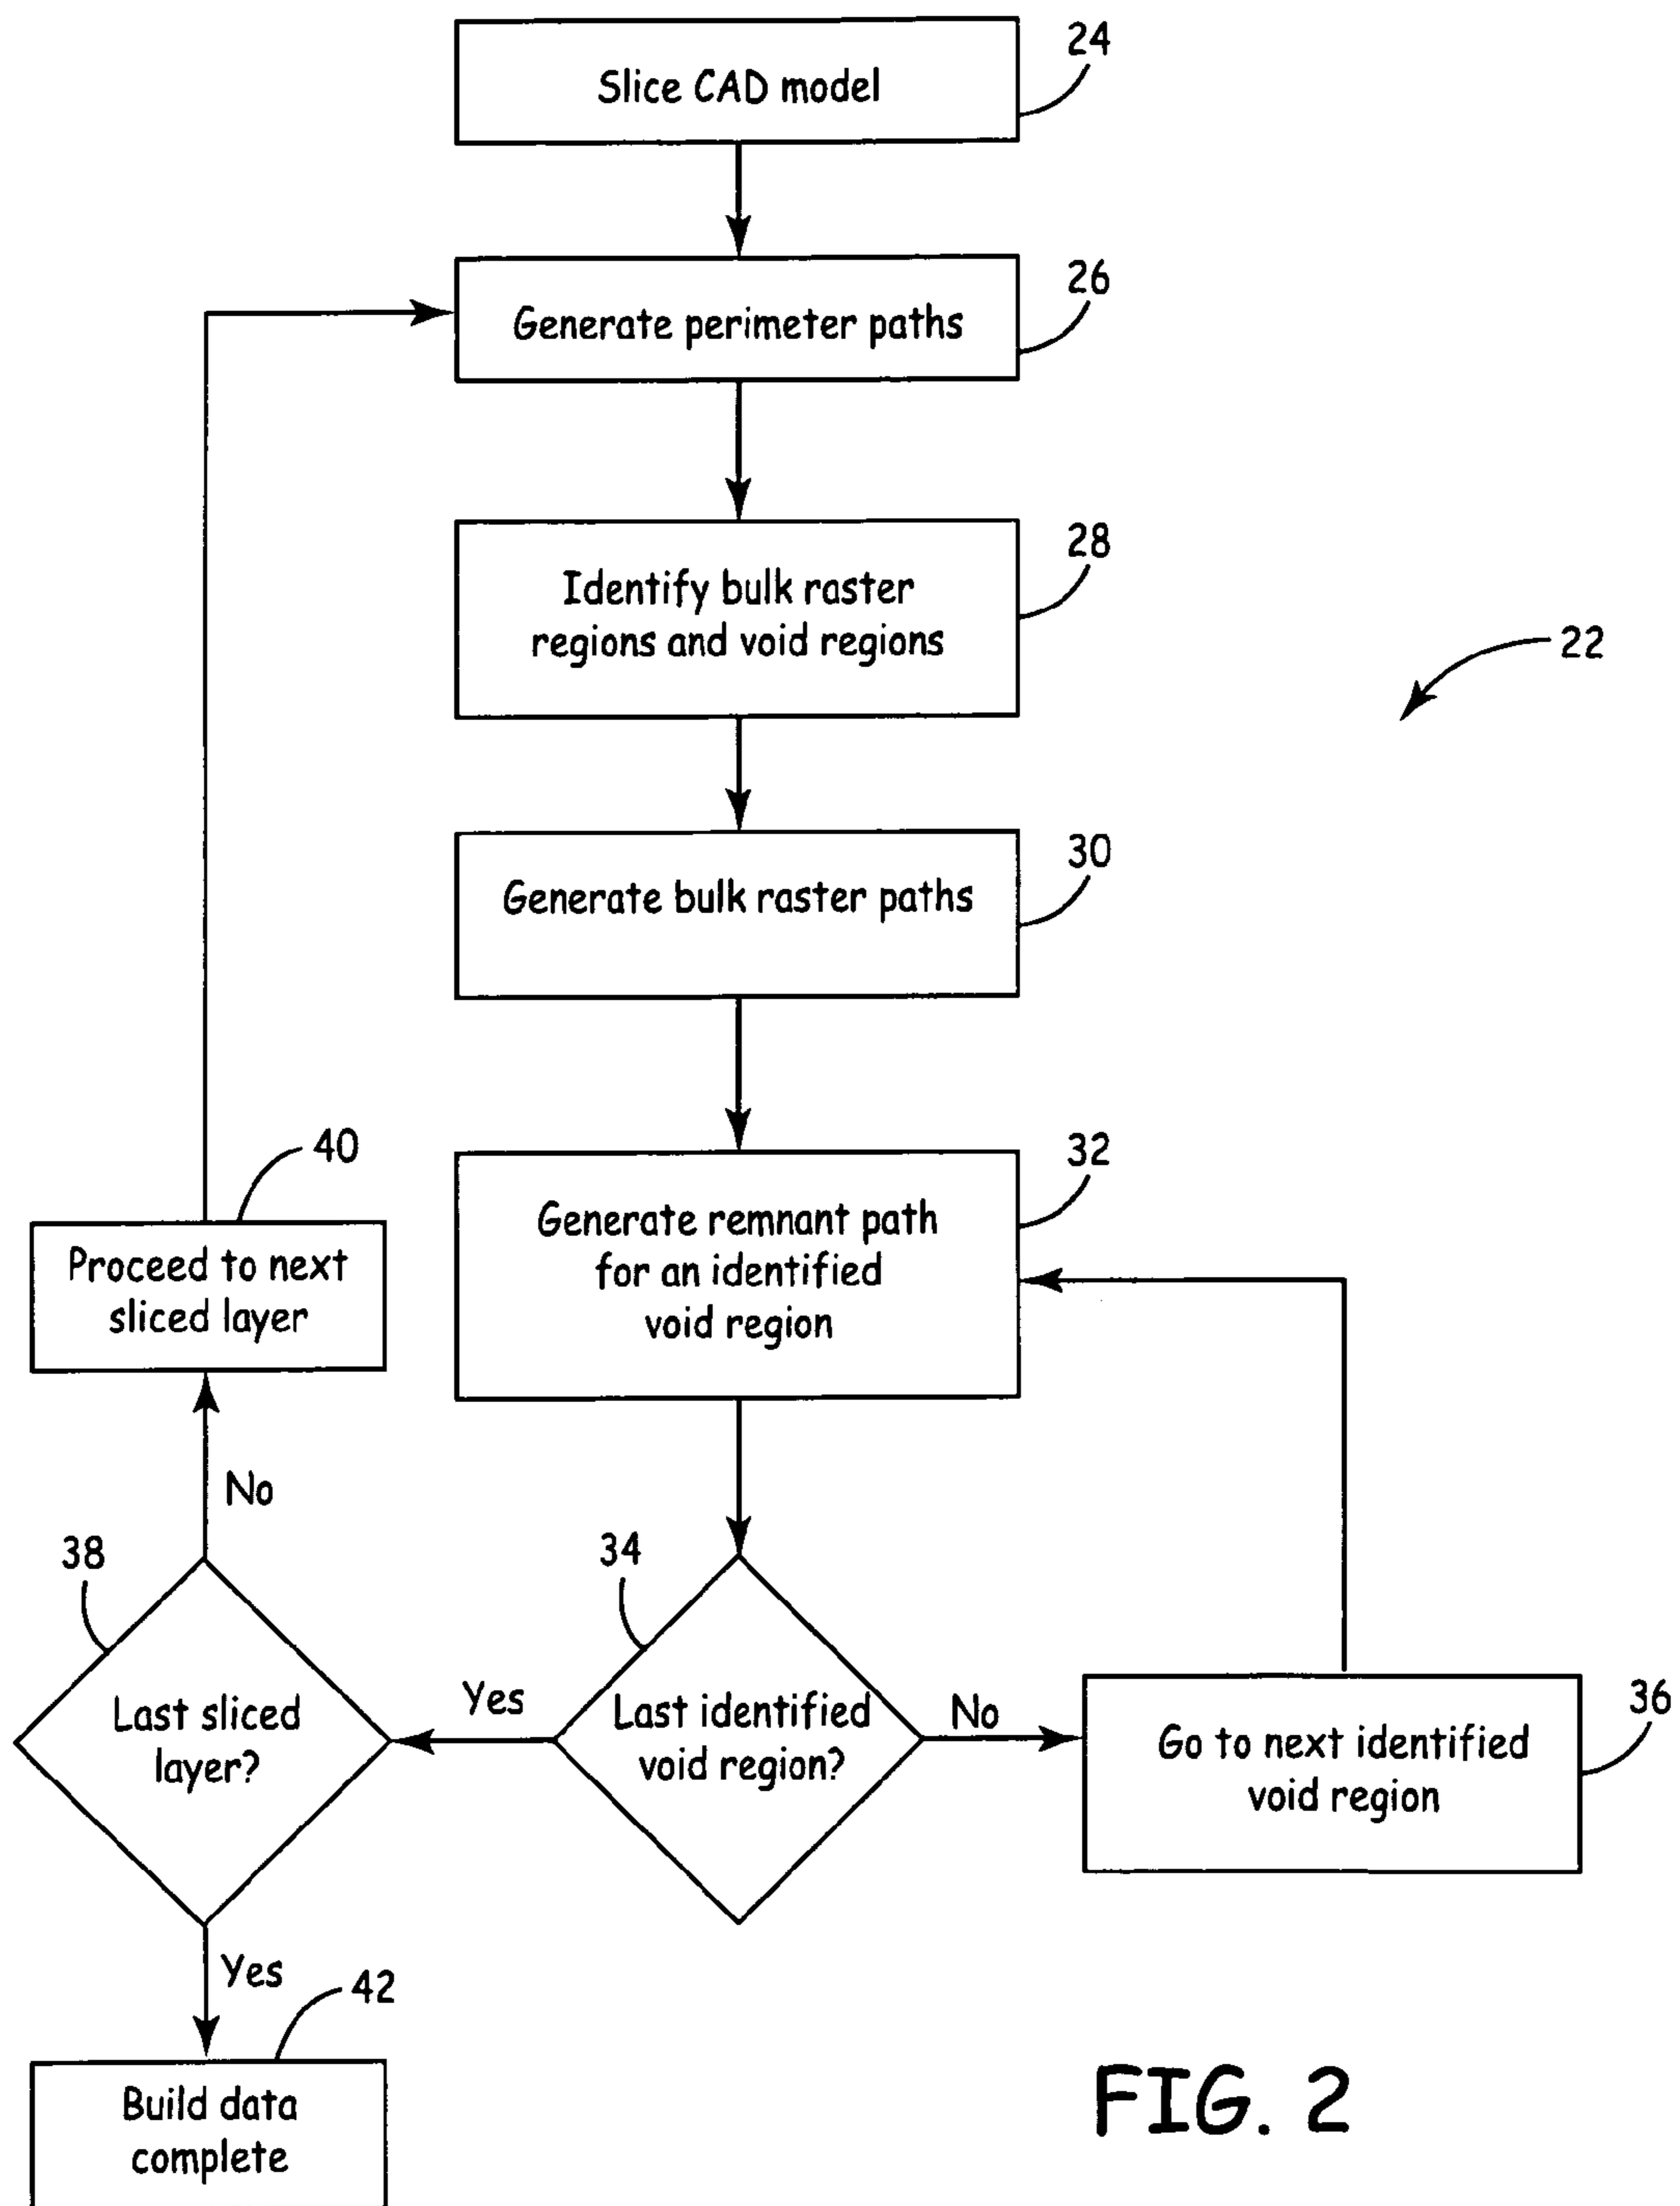 24
Slice CAD model
26
Generate perimeter paths
28
Identify bulk raster
regions and void regions
22
30
Generate bulk raster paths
32
Generate remnant path
for an identified
void region
40
Proceed to next
sliced layer
No
38
Last sliced
layer?
Yes
34
Last identified
void region?
No
36
Go to next identified
void region
Yes
42
Build data
complete
FIG. 2